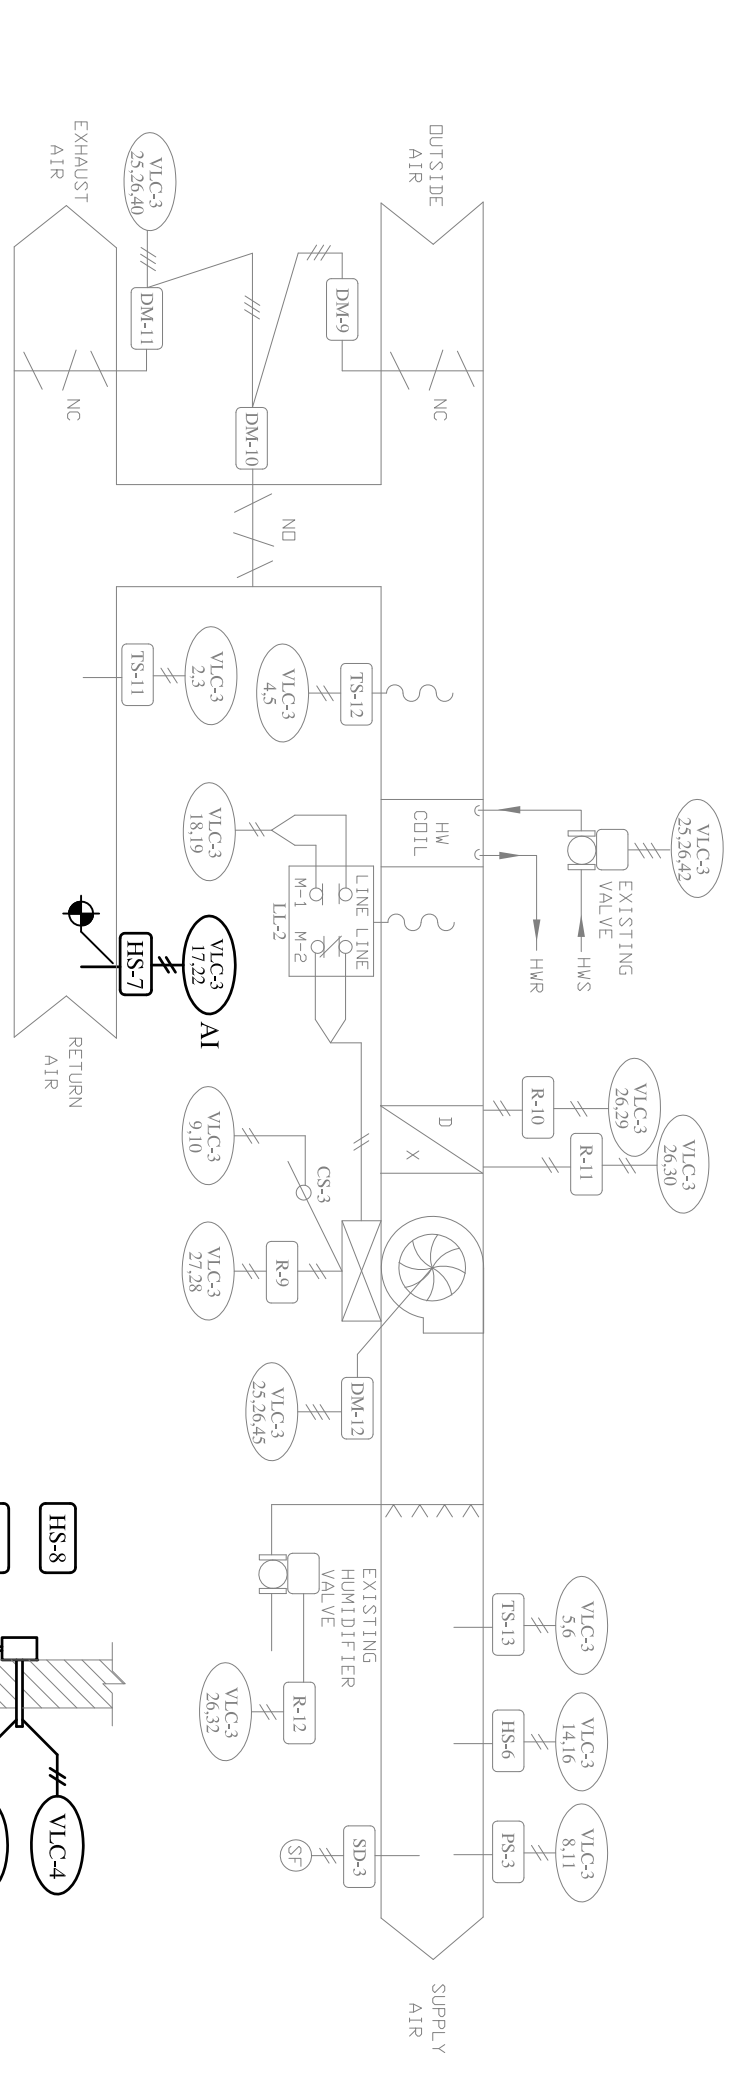 OUTSIDE
AIR
EXHAUST
AIR
VLC-3
25,26,40
DM-11
NC
DM-9
NC
DM-10
NO
VLC-3
2,3
TS-11
VLC-3
4,5
TS-12
VLC-3
25,26,42
EXISTING
VALVE
HWS
HWR
HW
COIL
VLC-3
18,19
LINE LINE
M-1 M-2
LL-2
VLC-3
17,22
HS-7
AI
RETURN
AIR
VLC-3
26,29
R-10
VLC-3
26,30
R-11
D
X
VLC-3
9,10
CS-3
VLC-3
27,28
R-9
DM-12
VLC-3
25,26,45
EXISTING
HUMIDIFIER
VALVE
R-12
VLC-3
26,32
VLC-3
5,6
TS-13
VLC-3
14,16
HS-6
VLC-3
8,11
PS-3
SD-3
SF
SUPPLY
AIR
HS-8
VLC-4